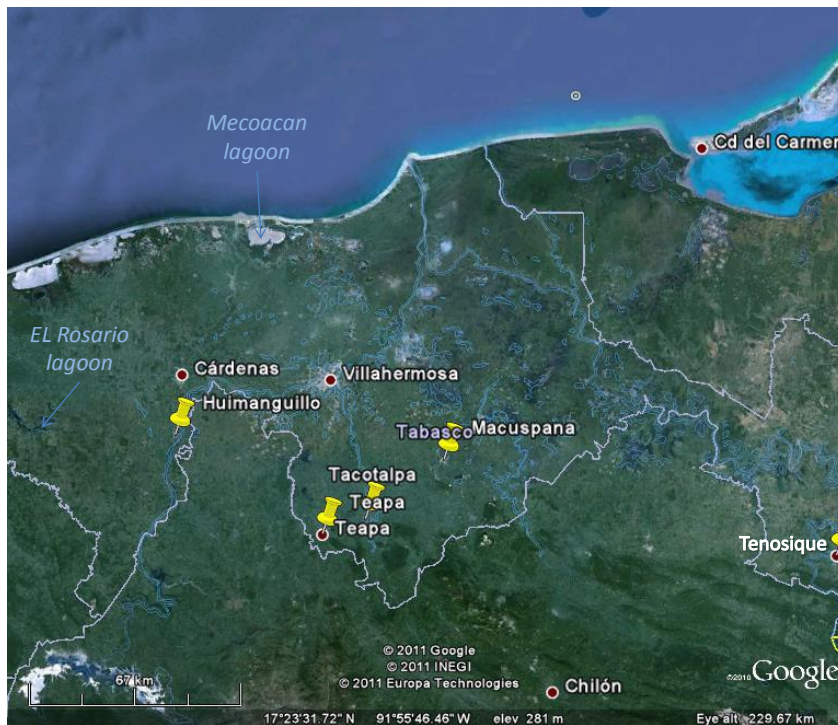 Mecoacan
lagoon
Cd del Carmen
EL Rosario
lagoon
Cárdenas
Villahermosa
Huimanguillo
Tabasco
Macuspana
Tacotalpa
Teapa
Teapa
Tenosique
© 2011 Google
© 2011 INEGI
© 2011 Europa Technologies
©2010 Google
67 km
Chilón
17°23'31.72" N 91°55'46.46" W elev 281 m
Eye alt 229.67 km